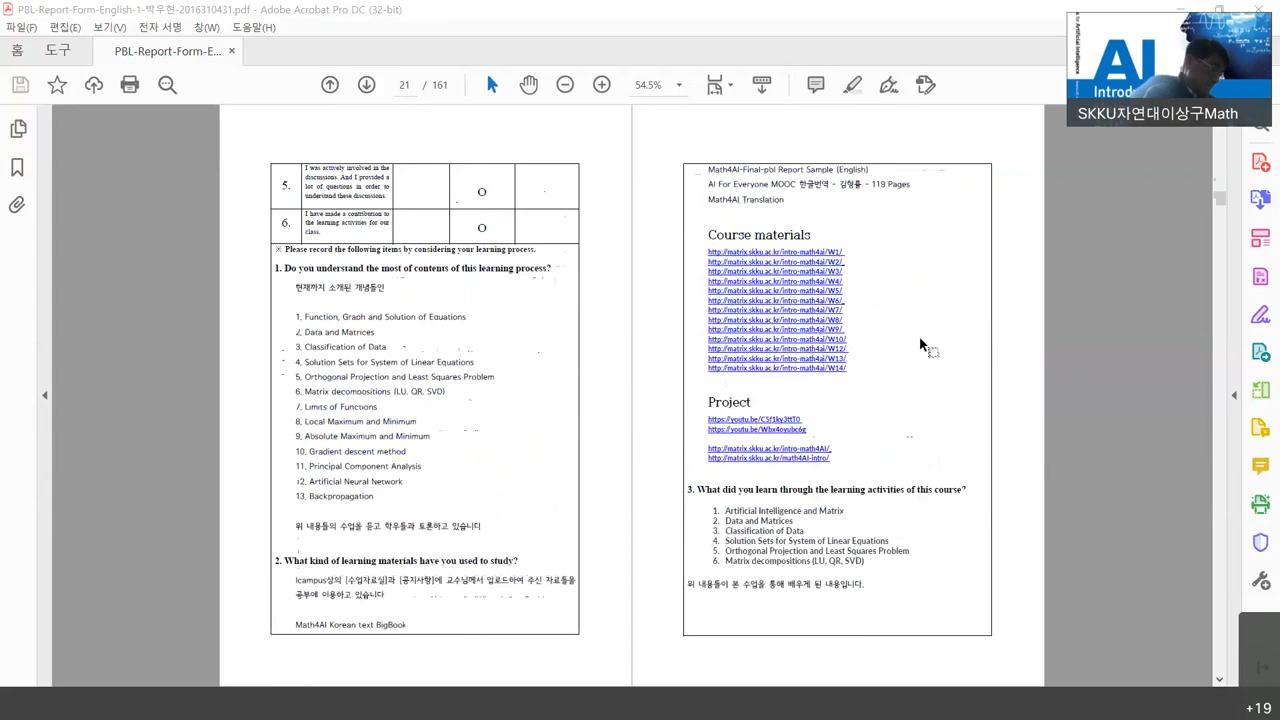 PBL-Report-Form-English-1-박우현-2016310431.pdf - Adobe Acrobat Pro DC (32-bit)
파일(F) 편집(E) 보기(V) 전자 서명 창(W) 도움말(H)
홈 도구 PBL-Report-Form-E... ×
21 / 161 54.5%
AI
Introdu
for Artificial Intelligence
SKKU자연대이상구Math
5. I was actively involved in the discussions. And I provided a lot of questions in order to understand these discussions. O
6. I have made a contribution to the learning activities for our class. O
※ Please record the following items by considering your learning process.
1. Do you understand the most of contents of this learning process?
현재까지 소개된 개념들인
1, Function, Graph and Solution of Equations
2, Data and Matrices
3. Classification of Data
4. Solution Sets for System of Linear Equations
5, Orthogonal Projection and Least Squares Problem
6. Matrix decompositions (LU, QR, SVD)
7. Limits of Functions
8, Local Maximum and Minimum
9, Absolute Maximum and Minimum
10, Gradient descent method
11, Principal Component Analysis
12, Artificial Neural Network
13, Backpropagation
위 내용들의 수업을 듣고 학우들과 토론하고 있습니다
2. What kind of learning materials have you used to study?
Icampus상의 [수업자료실]과 [공지사항]에 교수님께서 업로드하여 주신 자료들을
공부에 이용하고 있습니다
Math4AI Korean text BigBook
Math4AI-Final-pbl Report Sample (English)
AI For Everyone MOOC 한글번역 - 김형률 - 119 Pages
Math4AI Translation
Course materials
http://matrix.skku.ac.kr/intro-math4ai/W1/
http://matrix.skku.ac.kr/intro-math4ai/W2/
http://matrix.skku.ac.kr/intro-math4ai/W3/
http://matrix.skku.ac.kr/intro-math4ai/W4/
http://matrix.skku.ac.kr/intro-math4ai/W5/
http://matrix.skku.ac.kr/intro-math4ai/W6/
http://matrix.skku.ac.kr/intro-math4ai/W7/
http://matrix.skku.ac.kr/intro-math4ai/W8/
http://matrix.skku.ac.kr/intro-math4ai/W9/
http://matrix.skku.ac.kr/intro-math4ai/W10/
http://matrix.skku.ac.kr/intro-math4ai/W12/
http://matrix.skku.ac.kr/intro-math4ai/W13/
http://matrix.skku.ac.kr/intro-math4ai/W14/
Project
https://youtu.be/C5f1ky3ttT0
https://youtu.be/Wbx4oyubc6g
http://matrix.skku.ac.kr/intro-math4AI/
http://matrix.skku.ac.kr/math4AI-intro/
3. What did you learn through the learning activities of this course?
1. Artificial Intelligence and Matrix
2. Data and Matrices
3. Classification of Data
4. Solution Sets for System of Linear Equations
5. Orthogonal Projection and Least Squares Problem
6. Matrix decompositions (LU, QR, SVD)
위 내용들이 본 수업을 통해 배우게 된 내용입니다.
+19